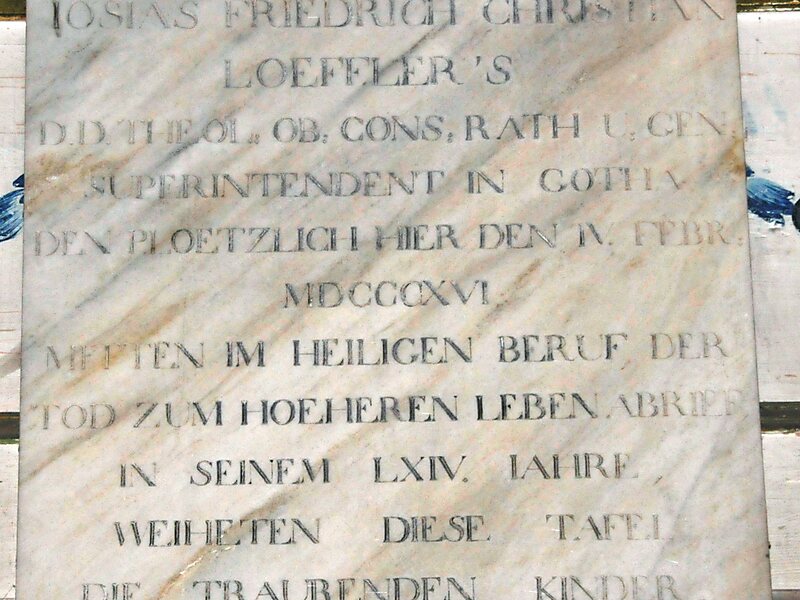 IOSIAS FRIEDRICH CHRISTIAN
LOEFFLER'S
D.D. THEOL., OB: CONS: RATH U: GEN:
SUPERINTENDENT IN GOTHA
DEN PLOETZLICH HIER DEN IV. FEBR:
MDCCCXVI
MITTEN IM HEILIGEN BERUF, DER
TOD ZUM HOEHEREN LEBEN ABRIEF
IN SEINEM LXIV. IAHRE,
WEIHETEN DIESE TAFEL
DIE TRAURENDEN KINDER